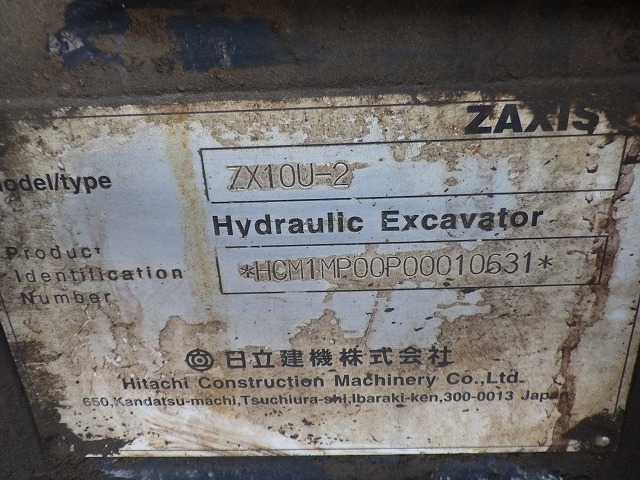 ZAXIS
Model/type
ZX10U-2
Hydraulic Excavator
Product
Identification
Number
*HCM1MP00P00010631*
日立建機株式会社
Hitachi Construction Machinery Co.,Ltd.
650,Kandatsu-machi,Tsuchiura-shi,Ibaraki-ken,300-0013 Japan